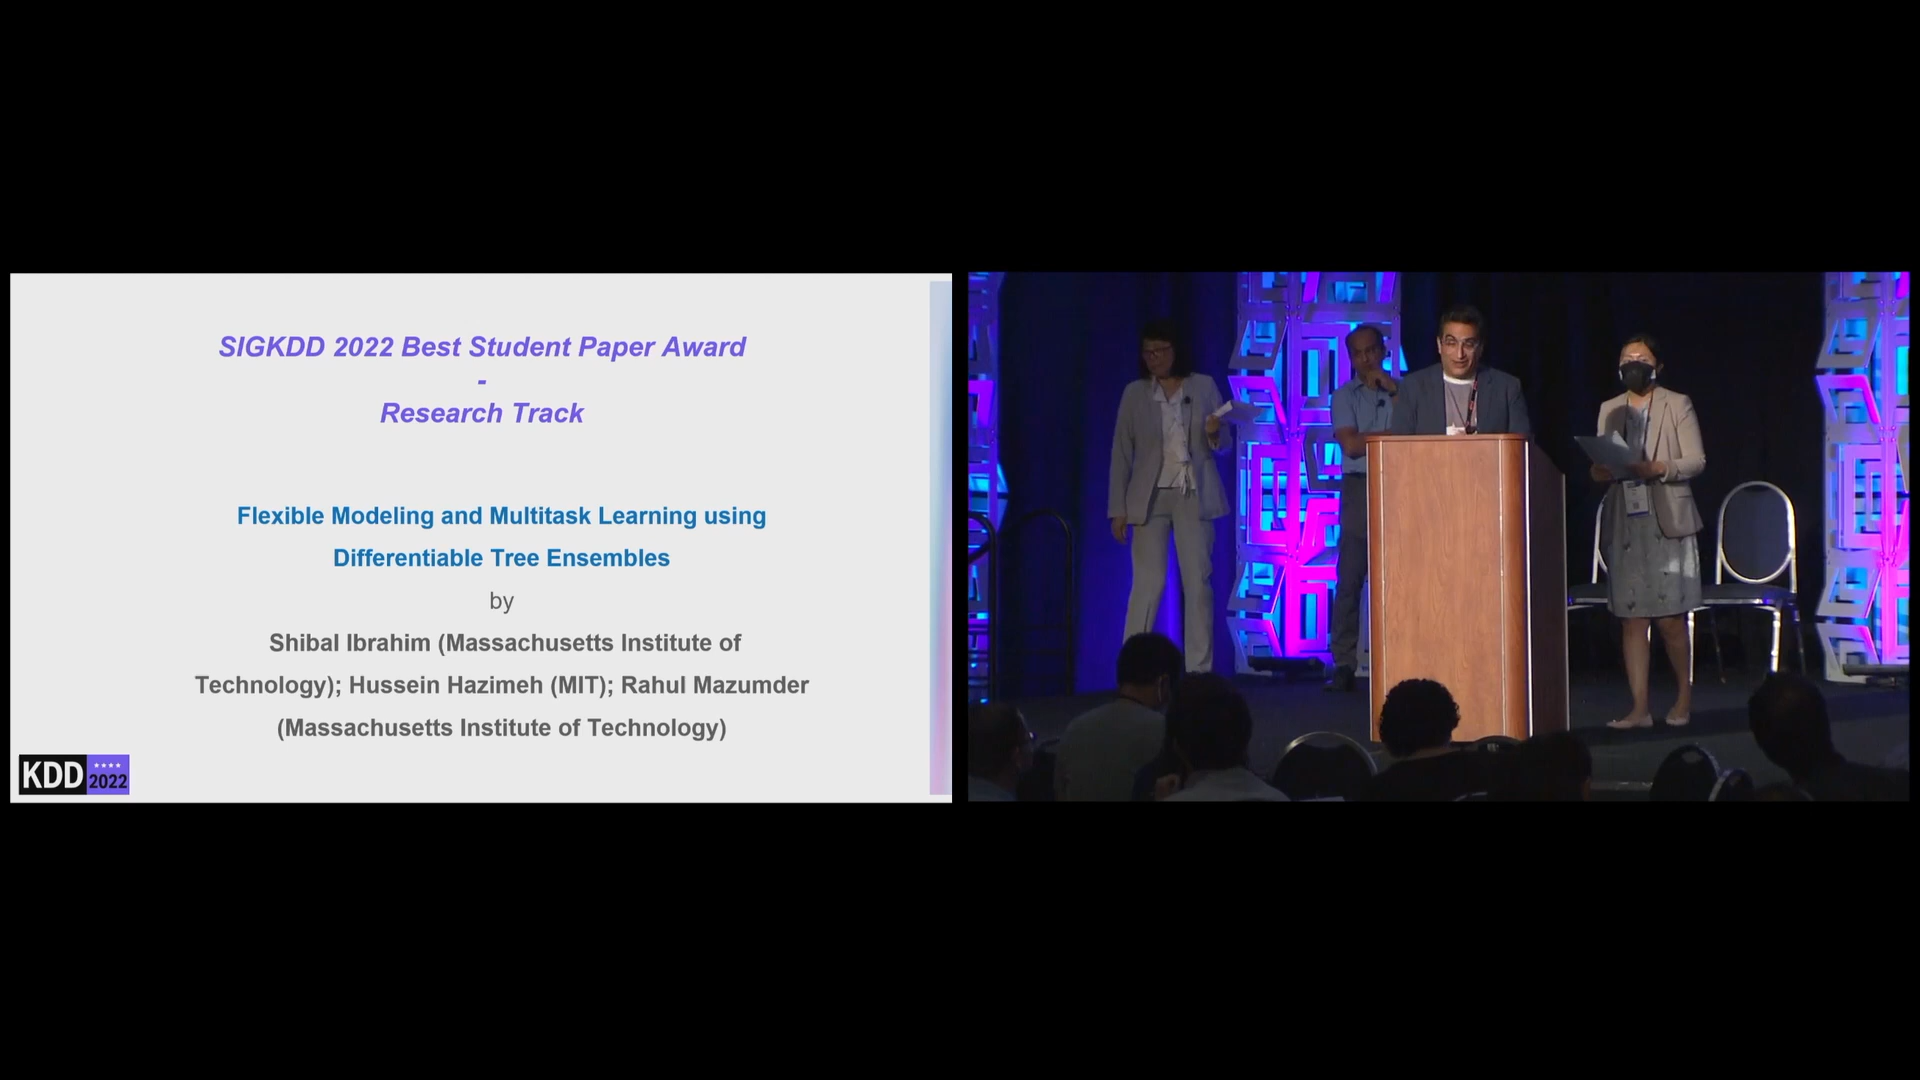 SIGKDD 2022 Best Student Paper Award
-
Research Track
Flexible Modeling and Multitask Learning using
Differentiable Tree Ensembles
by
Shibal Ibrahim (Massachusetts Institute of
Technology); Hussein Hazimeh (MIT); Rahul Mazumder
(Massachusetts Institute of Technology)
KDD 2022